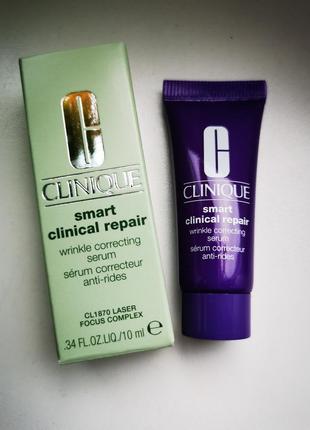 C
CLINIQUE
smart
clinical repair
wrinkle correcting
serum
sérum correcteur
anti-rides
CL1870 LASER
FOCUS COMPLEX
.34 FL.OZ.LIQ./10 ml e
C
CLINIQUE
smart
clinical repair
wrinkle correcting
serum
sérum correcteur
anti-rides